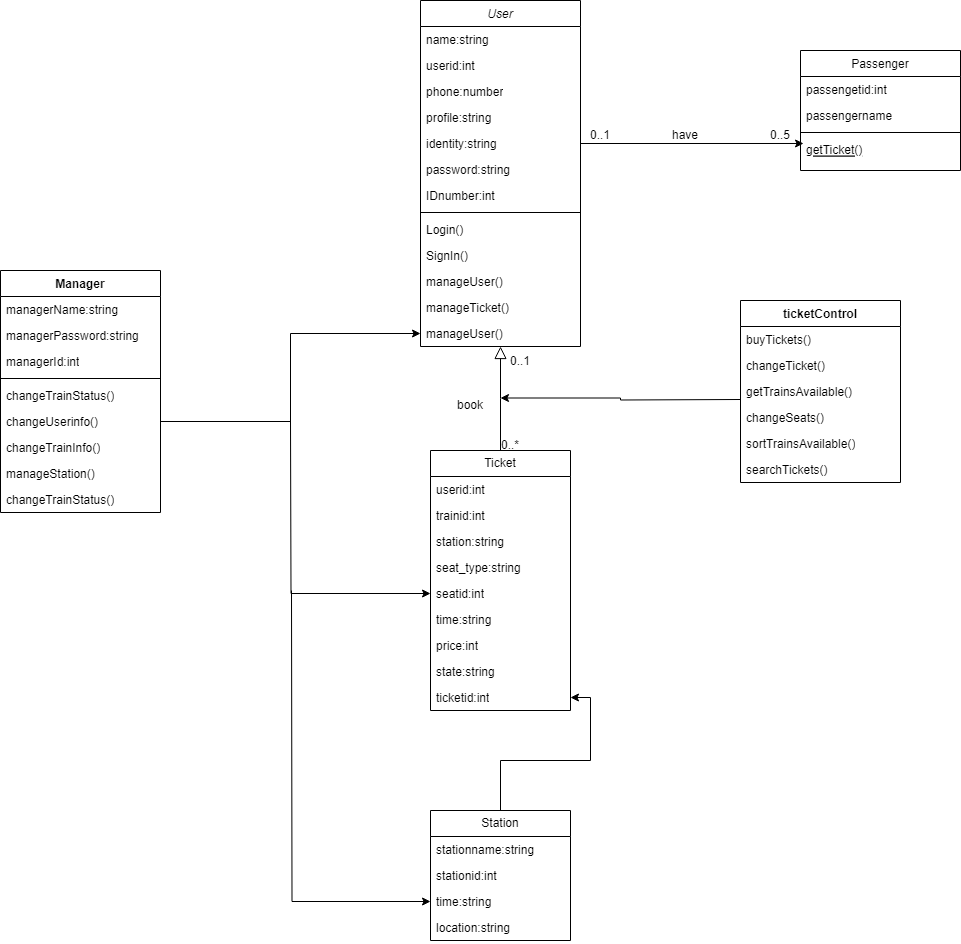 User
name:string
userid:int
phone:number
profile:string
identity:string
password:string
IDnumber:int
Login()
SignIn()
manageUser()
manageTicket()
manageUser()
0..1
have
0..5
Passenger
passengetid:int
passengername
getTicket()
Manager
managerName:string
managerPassword:string
managerId:int
changeTrainStatus()
changeUserinfo()
changeTrainInfo()
manageStation()
changeTrainStatus()
ticketControl
buyTickets()
changeTicket()
getTrainsAvailable()
changeSeats()
sortTrainsAvailable()
searchTickets()
0..1
book
0..*
Ticket
userid:int
trainid:int
station:string
seat_type:string
seatid:int
time:string
price:int
state:string
ticketid:int
Station
stationname:string
stationid:int
time:string
location:string